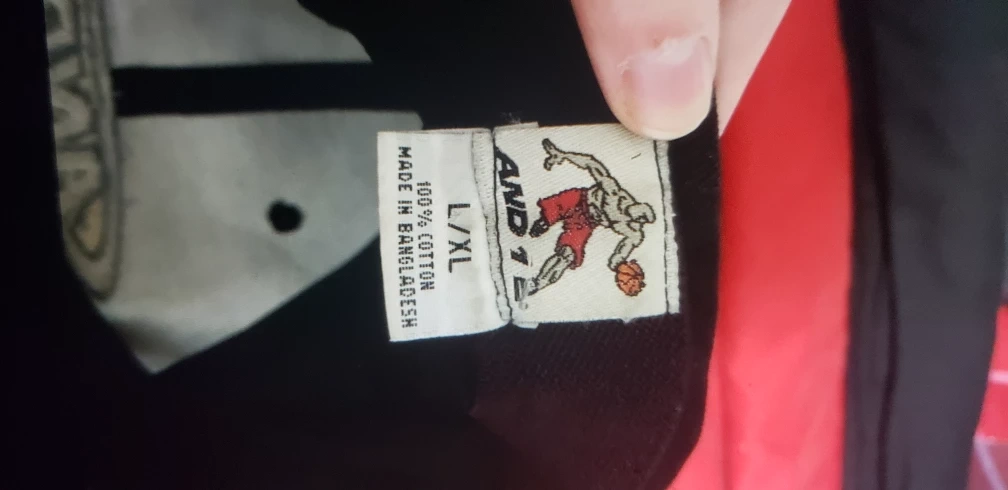 AND 1
L/XL
100% COTTON
MADE IN BANGLADESH